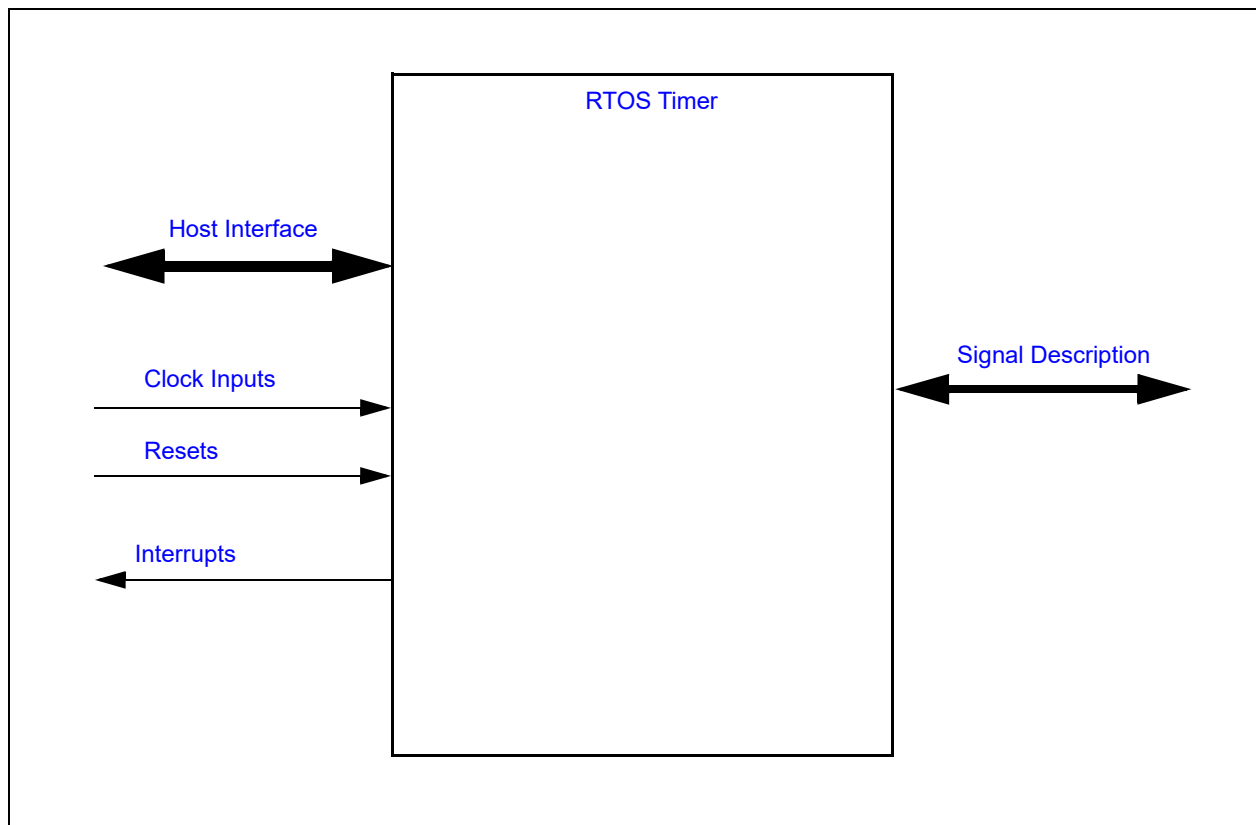 RTOS Timer
Host Interface
Signal Description
Clock Inputs
Resets
Interrupts